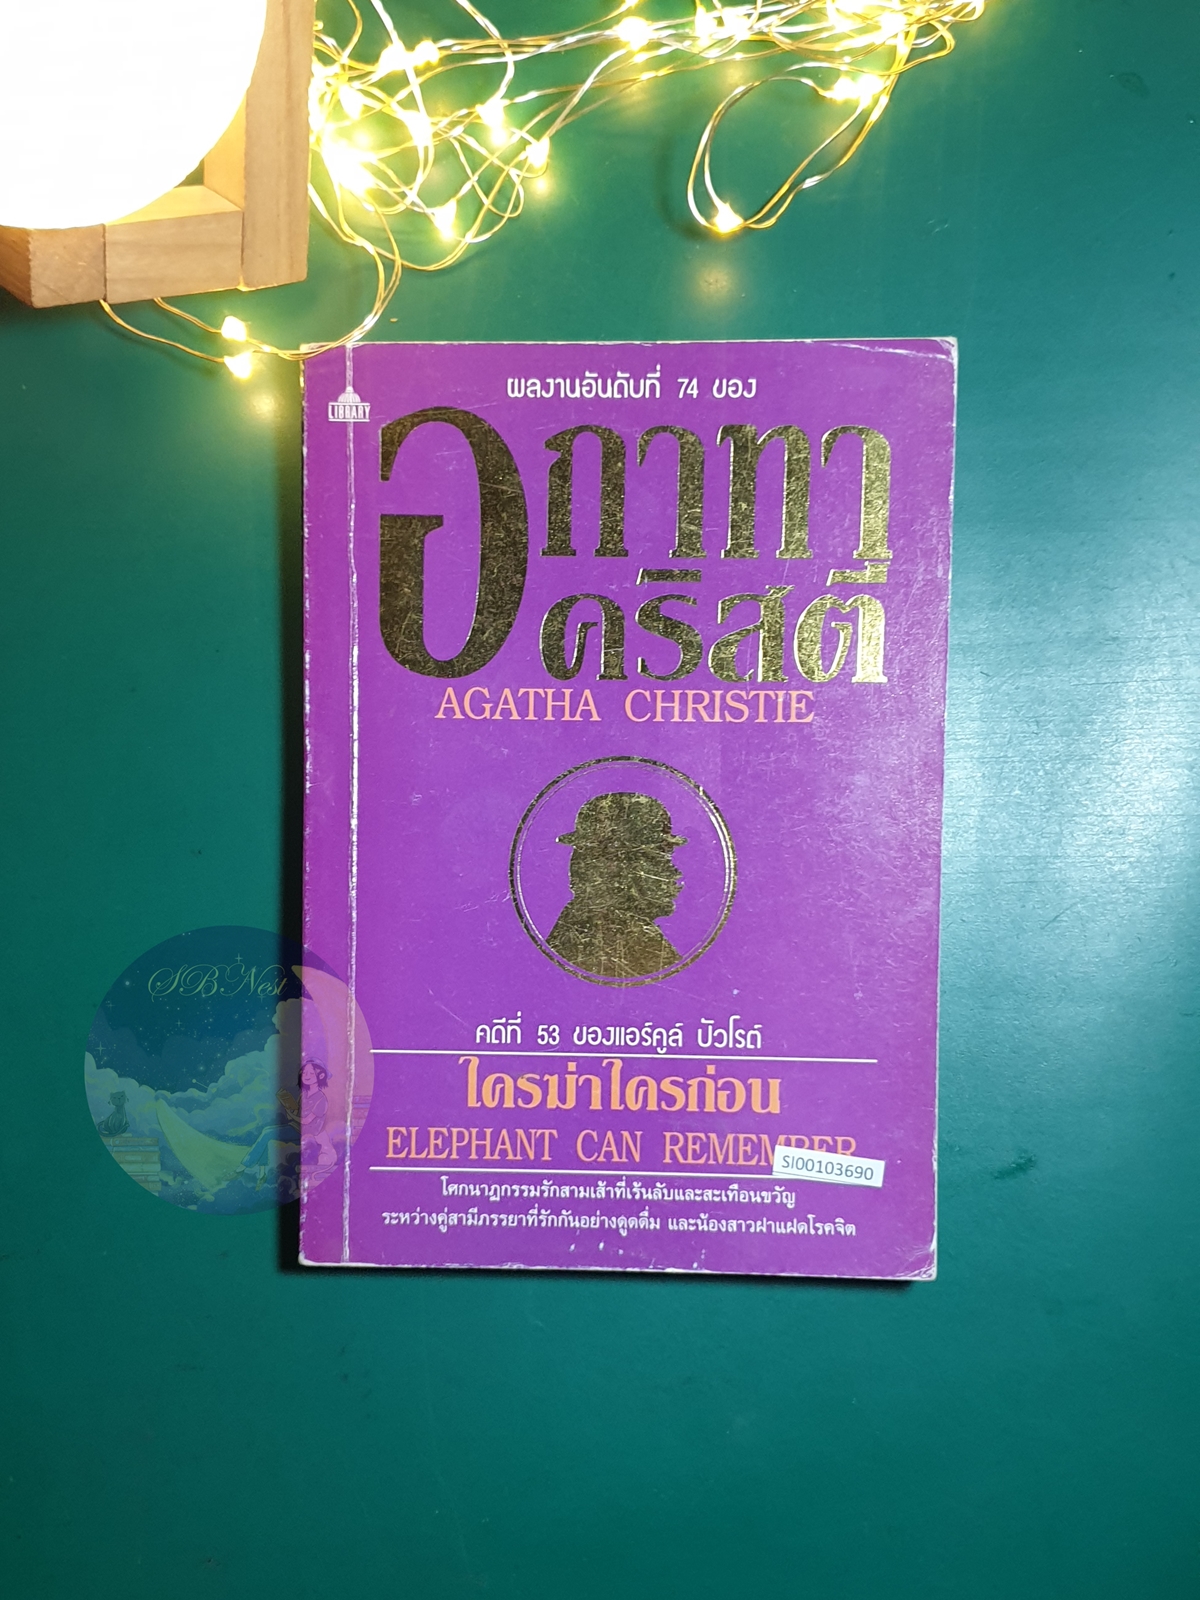 ผลงานอันดับที่ 74 ของ
LIBRARY
อกาทา
คริสตี
AGATHA CHRISTIE
SBNest
คดีที่ 53 ของแอร์คูล์ ปัวโรต์
ใครฆ่าใครก่อน
ELEPHANT CAN REMEMBER
SI00103690
โศกนาฏกรรมรักสามเส้าที่เร้นลับและสะเทือนขวัญ
ระหว่างคู่สามีภรรยาที่รักกันอย่างดูดดื่ม และน้องสาวฝาแฝดโรคจิต